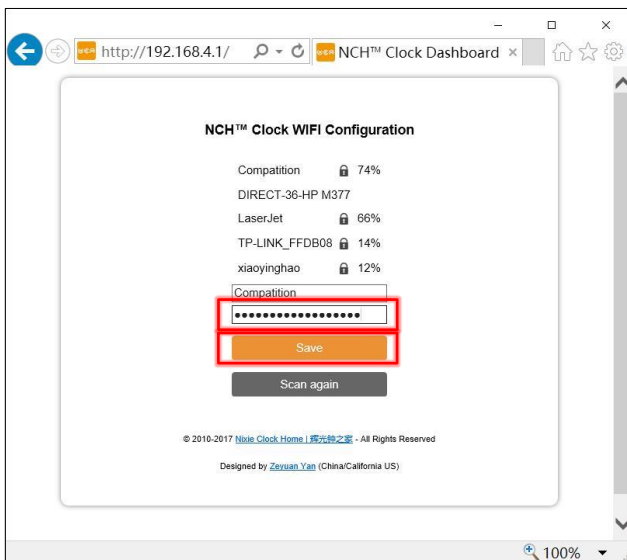 http://192.168.4.1/
NCH™ Clock Dashboard
NCH™ Clock WIFI Configuration
Compatition 74%
DIRECT-36-HP M377
LaserJet 66%
TP-LINK_FFDB08 14%
xiaoyinghao 12%
Compatition
••••••••••••••••••
Save
Scan again
© 2010-2017 Nixie Clock Home | 辉光钟之家 - All Rights Reserved
Designed by Zeyuan Yan (China/California US)
100%